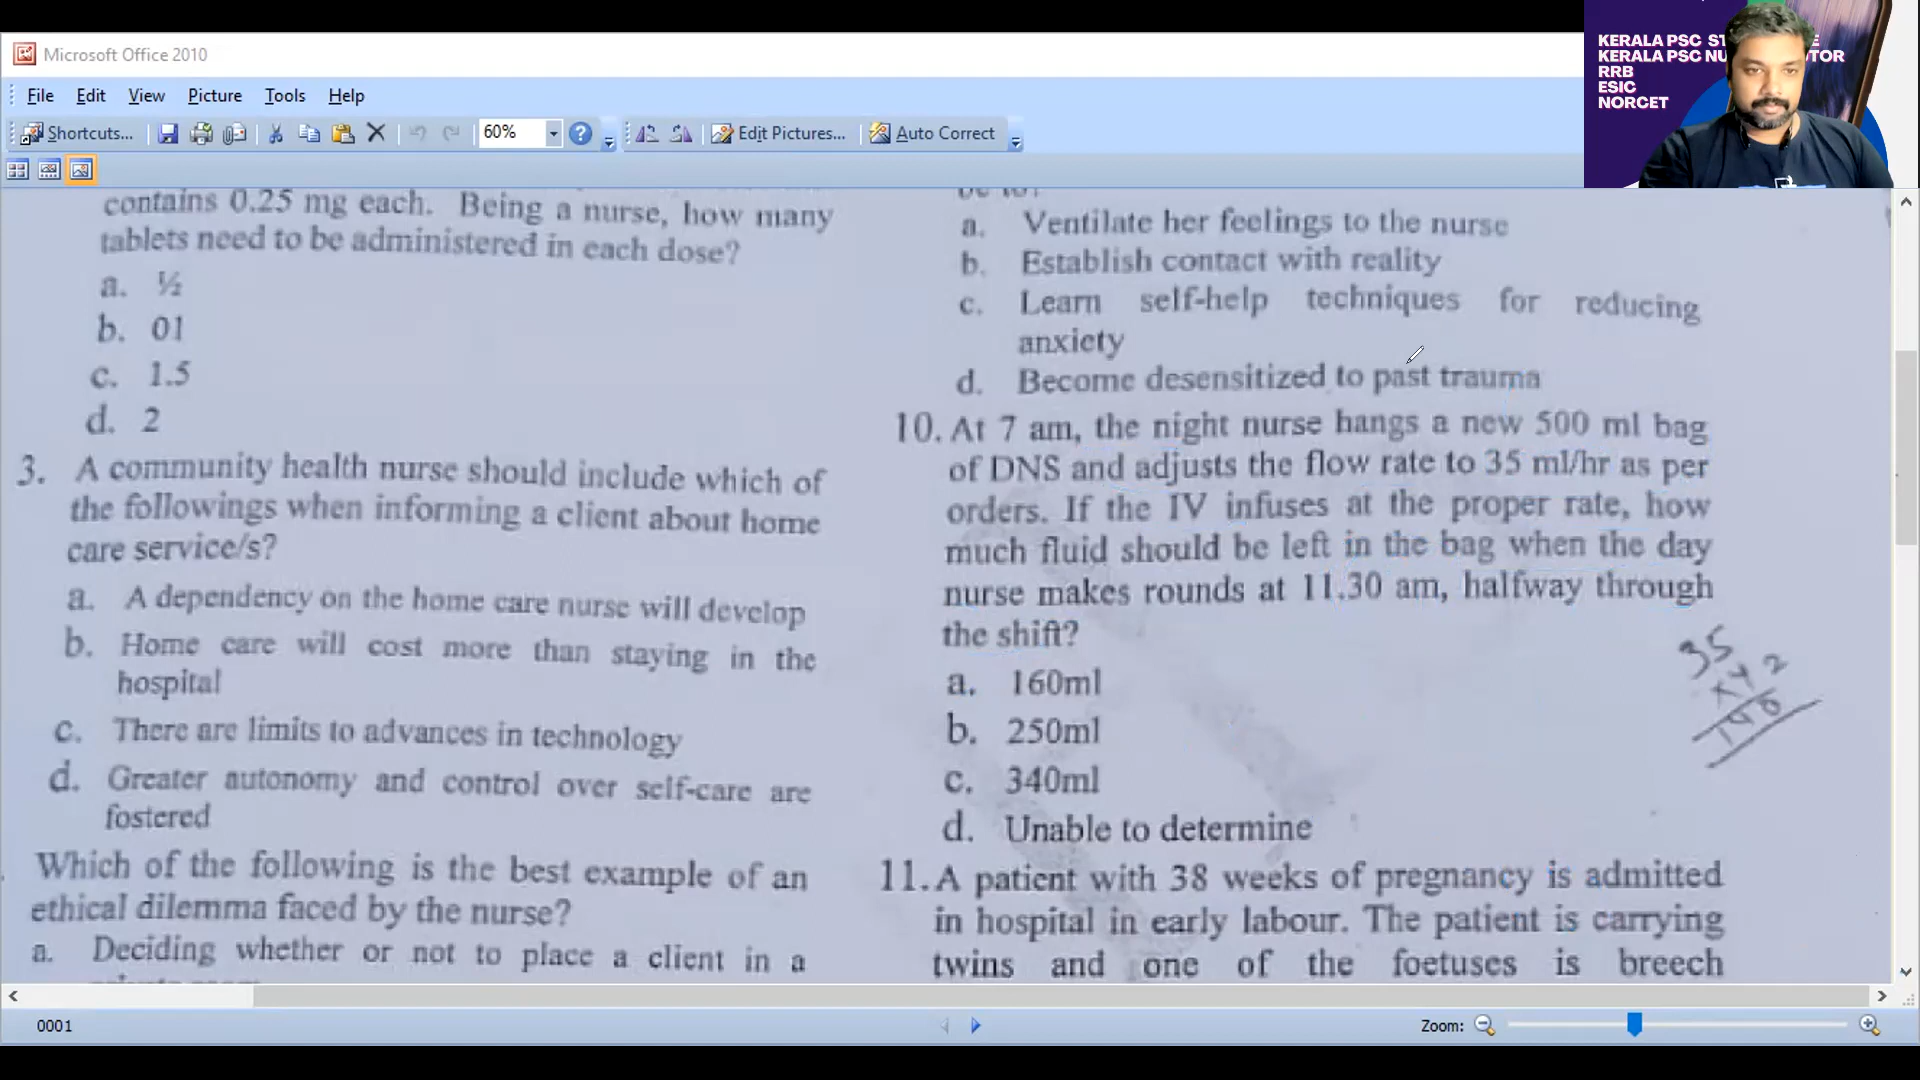 Microsoft Office 2010
File Edit View Picture Tools Help
Shortcuts... 60% Edit Pictures... Auto Correct
KERALA PSC
KERALA PSC
RRB
ESIC
NORCET
contains 0.25 mg each. Being a nurse, how many
tablets need to be administered in each dose?
a. ½
b. 01
c. 1.5
d. 2
3. A community health nurse should include which of
the followings when informing a client about home
care service/s?
a. A dependency on the home care nurse will develop
b. Home care will cost more than staying in the
hospital
c. There are limits to advances in technology
d. Greater autonomy and control over self-care are
fostered
Which of the following is the best example of an
ethical dilemma faced by the nurse?
a. Deciding whether or not to place a client in a
a. Ventilate her feelings to the nurse
b. Establish contact with reality
c. Learn self-help techniques for reducing
anxiety
d. Become desensitized to past trauma
10. At 7 am, the night nurse hangs a new 500 ml bag
of DNS and adjusts the flow rate to 35 ml/hr as per
orders. If the IV infuses at the proper rate, how
much fluid should be left in the bag when the day
nurse makes rounds at 11.30 am, halfway through
the shift?
a. 160ml
b. 250ml
c. 340ml
d. Unable to determine
35
11. A patient with 38 weeks of pregnancy is admitted
in hospital in early labour. The patient is carrying
twins and one of the foetuses is breech
0001
Zoom: